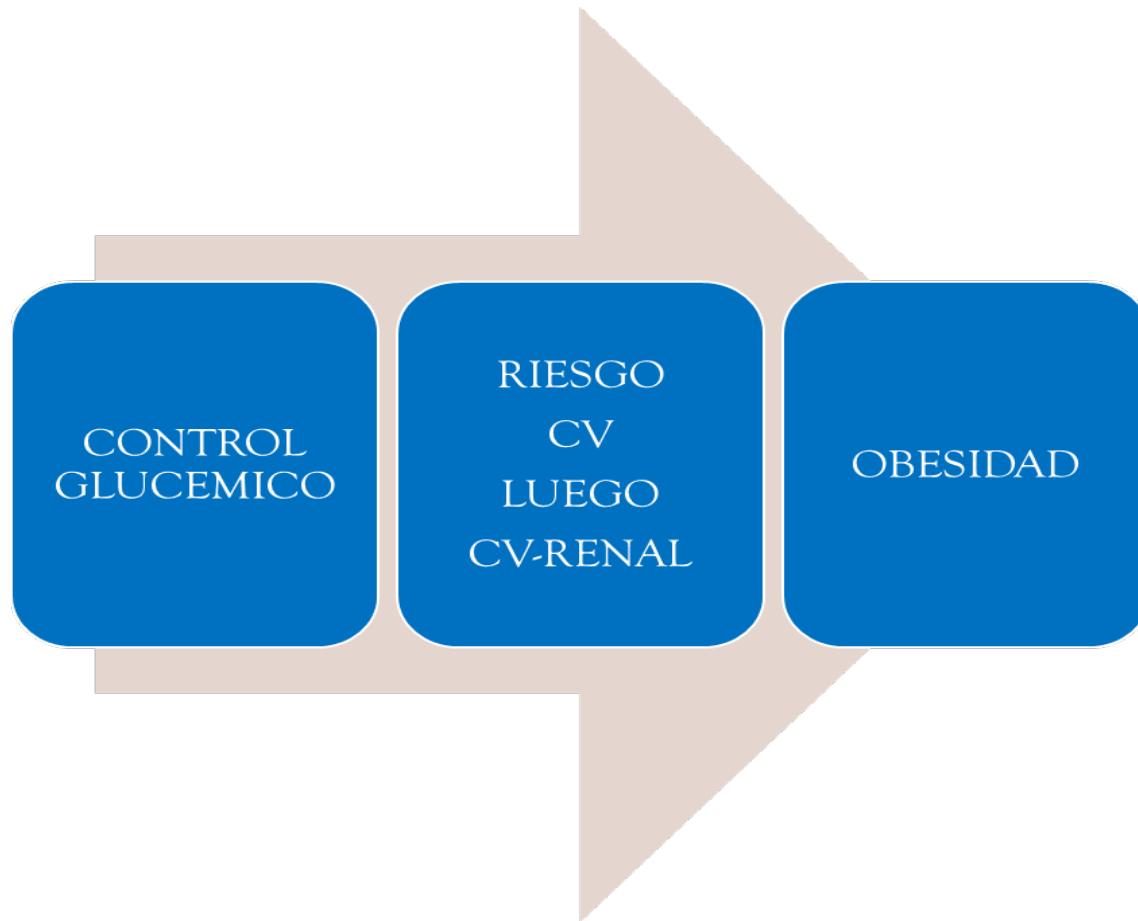 CONTROL
GLUCEMICO
RIESGO
CV
LUEGO
CV-RENAL
OBESIDAD